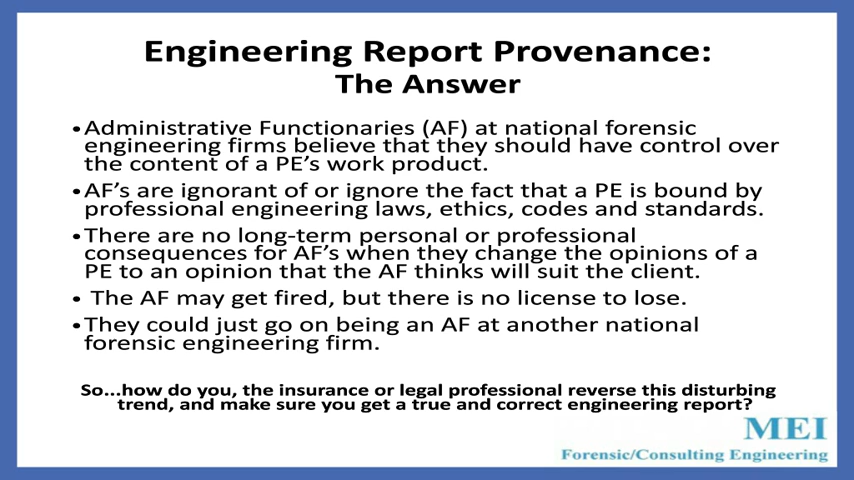 Engineering Report Provenance:
The Answer
•Administrative Functionaries (AF) at national forensic
engineering firms believe that they should have control over
the content of a PE's work product.
•AF's are ignorant of or ignore the fact that a PE is bound by
professional engineering laws, ethics, codes and standards.
•There are no long-term personal or professional
consequences for AF's when they change the opinions of a
PE to an opinion that the AF thinks will suit the client.
• The AF may get fired, but there is no license to lose.
•They could just go on being an AF at another national
forensic engineering firm.
So...how do you, the insurance or legal professional reverse this disturbing
trend, and make sure you get a true and correct engineering report?
MEI
Forensic/Consulting Engineering